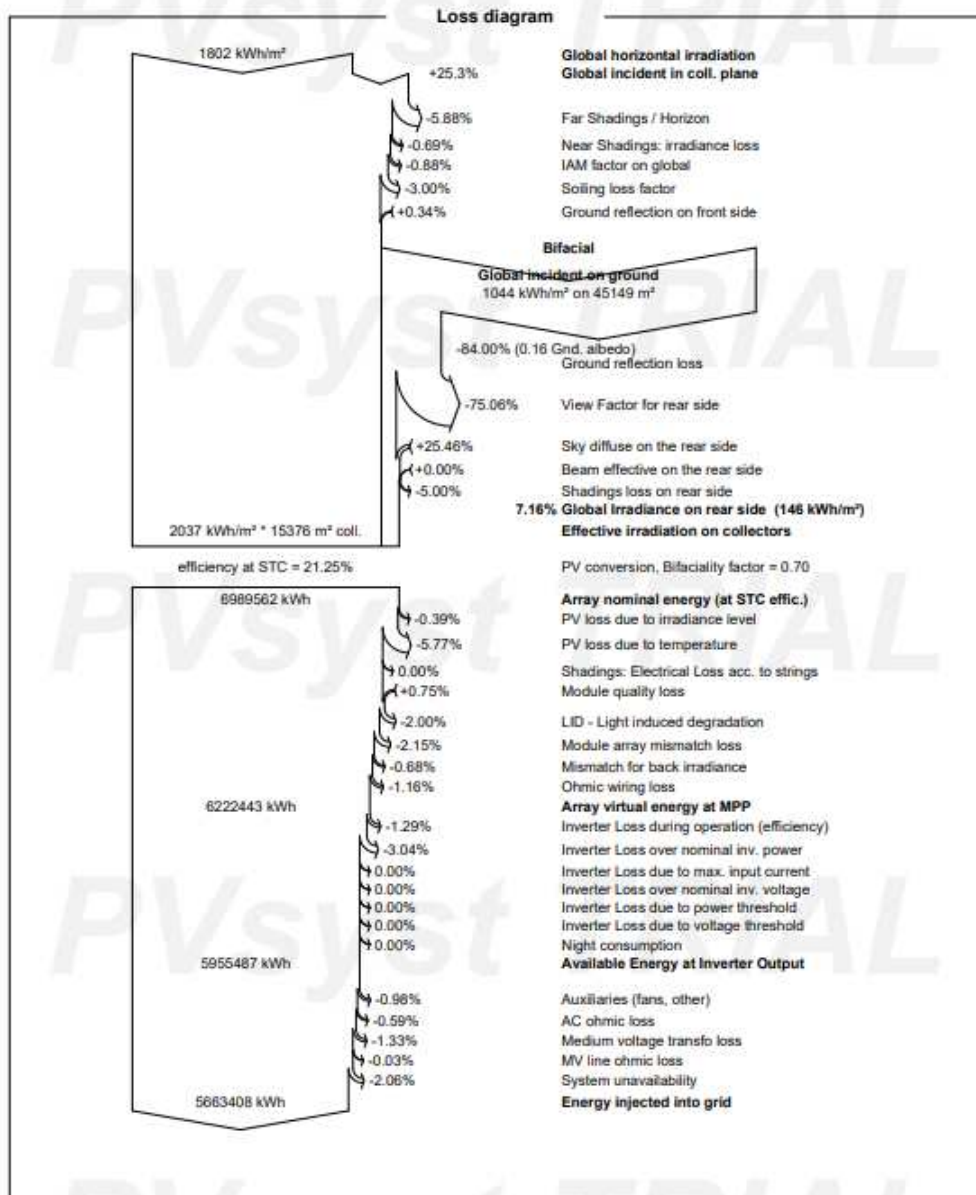 Loss diagram
1802 kWh/m²
Global horizontal irradiation
+25.3% Global incident in coll. plane
-5.88% Far Shadings / Horizon
-0.69% Near Shadings: irradiance loss
-0.88% IAM factor on global
-3.00% Soiling loss factor
+0.34% Ground reflection on front side
Bifacial
Global incident on ground
1044 kWh/m² on 45149 m²
-84.00% (0.16 Gnd. albedo)
Ground reflection loss
-75.06% View Factor for rear side
+25.46% Sky diffuse on the rear side
+0.00% Beam effective on the rear side
-5.00% Shadings loss on rear side
7.16% Global Irradiance on rear side (146 kWh/m²)
2037 kWh/m² * 15376 m² coll. Effective irradiation on collectors
efficiency at STC = 21.25% PV conversion, Bifaciality factor = 0.70
6989562 kWh Array nominal energy (at STC effic.)
-0.39% PV loss due to irradiance level
-5.77% PV loss due to temperature
0.00% Shadings: Electrical Loss acc. to strings
+0.75% Module quality loss
-2.00% LID - Light induced degradation
-2.15% Module array mismatch loss
-0.68% Mismatch for back irradiance
-1.16% Ohmic wiring loss
6222443 kWh Array virtual energy at MPP
-1.29% Inverter Loss during operation (efficiency)
-3.04% Inverter Loss over nominal inv. power
0.00% Inverter Loss due to max. input current
0.00% Inverter Loss over nominal inv. voltage
0.00% Inverter Loss due to power threshold
0.00% Inverter Loss due to voltage threshold
0.00% Night consumption
5955487 kWh Available Energy at Inverter Output
-0.98% Auxiliaries (fans, other)
-0.59% AC ohmic loss
-1.33% Medium voltage transfo loss
-0.03% MV line ohmic loss
-2.06% System unavailability
5663408 kWh Energy injected into grid
PVsyst TRIAL
PVsyst TRIAL
PVsyst TRIAL
PVsyst TRIAL
PVsyst TRIAL